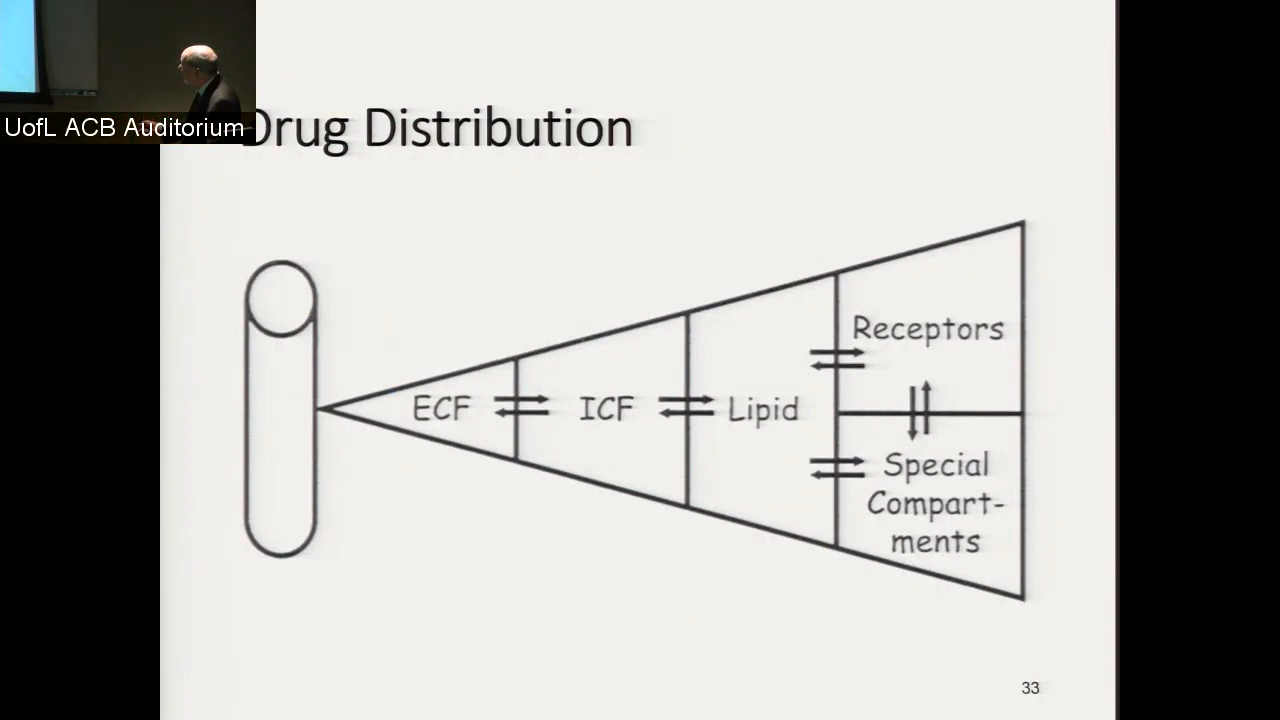 UofL ACB Auditorium
Drug Distribution
Receptors
ECF
ICF
Lipid
Special
Compart-
ments
33